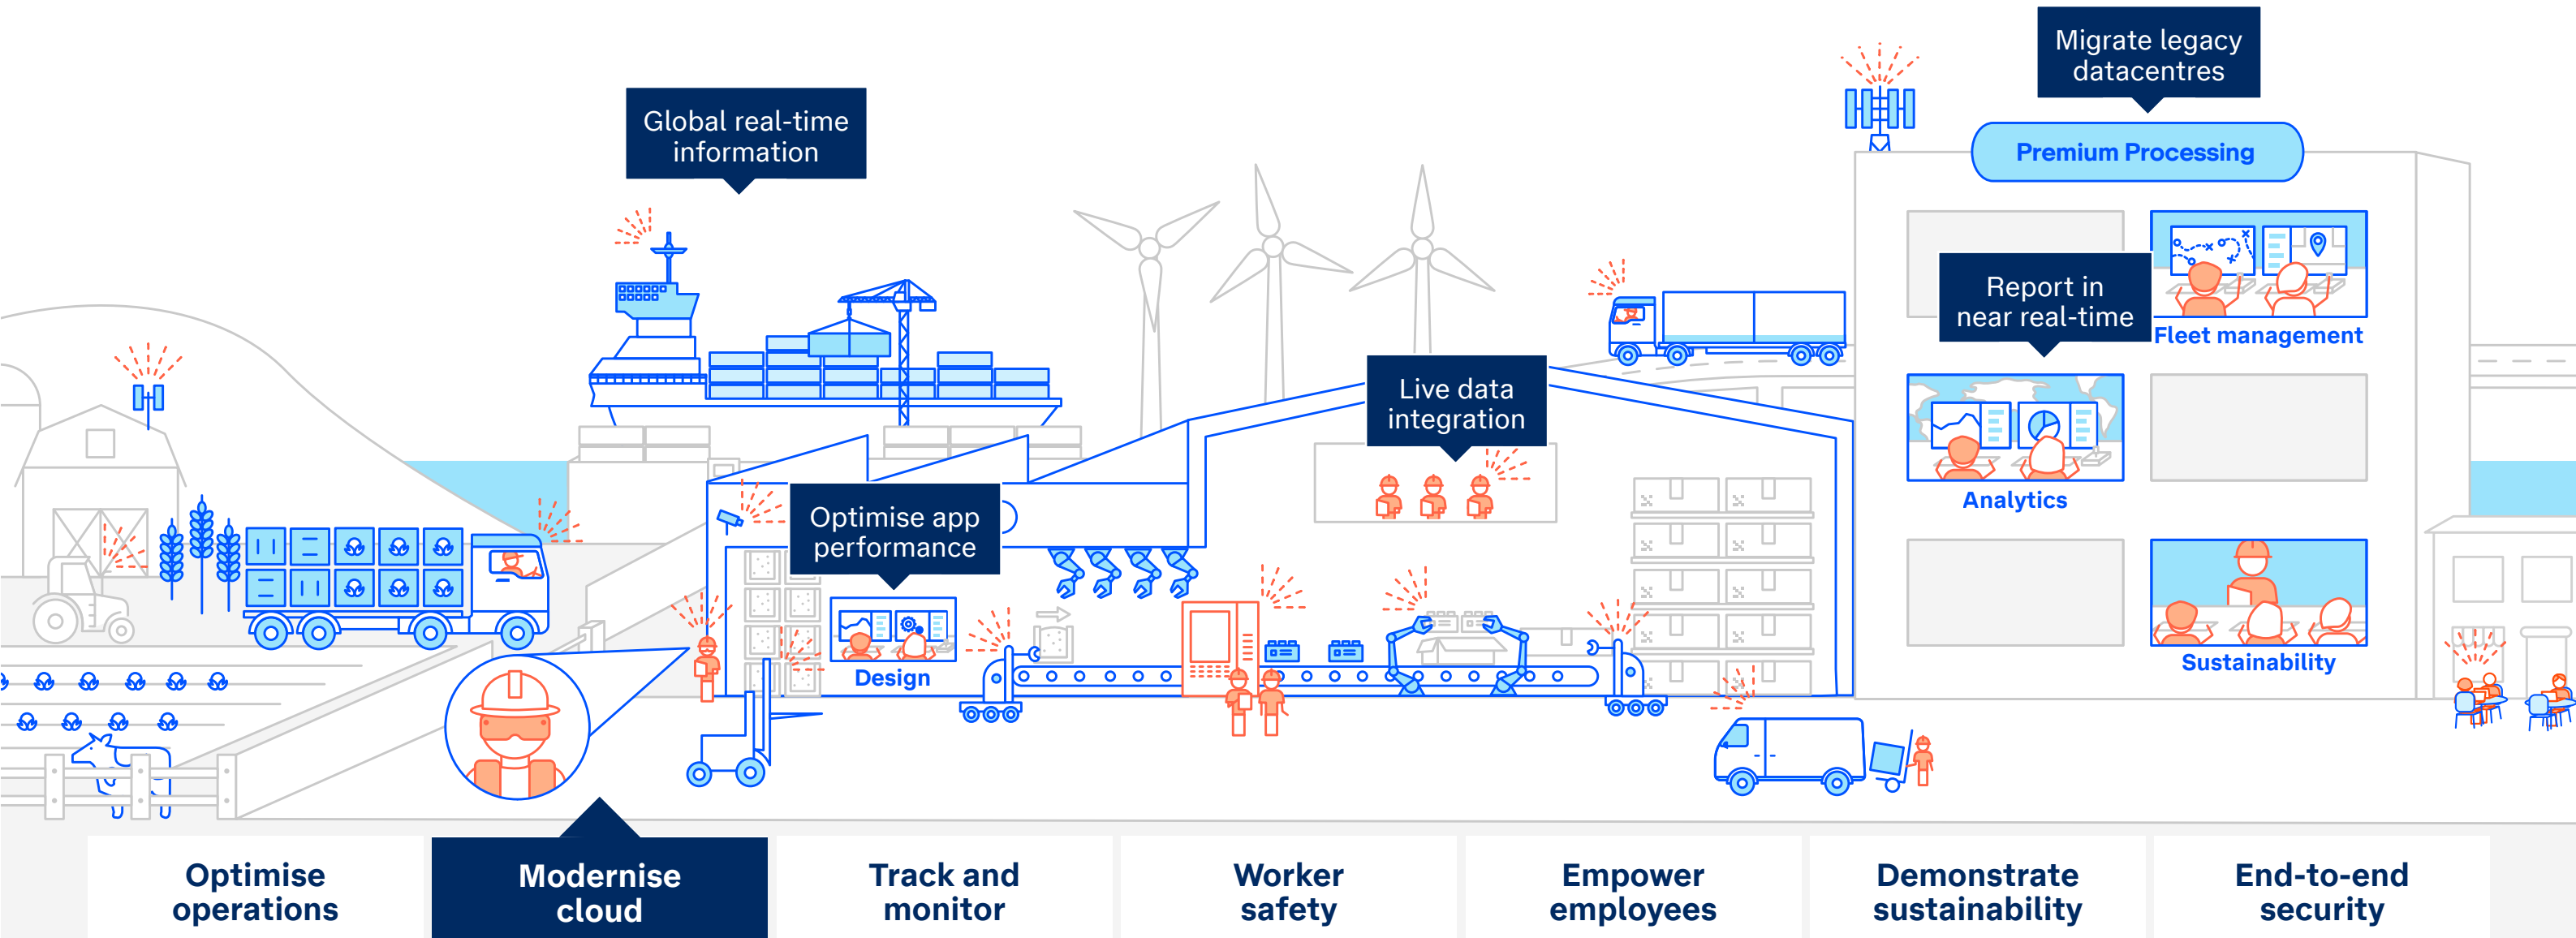 Migrate legacy
datacentres
Global real-time
information
Premium Processing
Report in
near real-time
Fleet management
Live data
integration
Analytics
Optimise app
performance
Design
Sustainability
Optimise
operations
Modernise
cloud
Track and
monitor
Worker
safety
Empower
employees
Demonstrate
sustainability
End-to-end
security